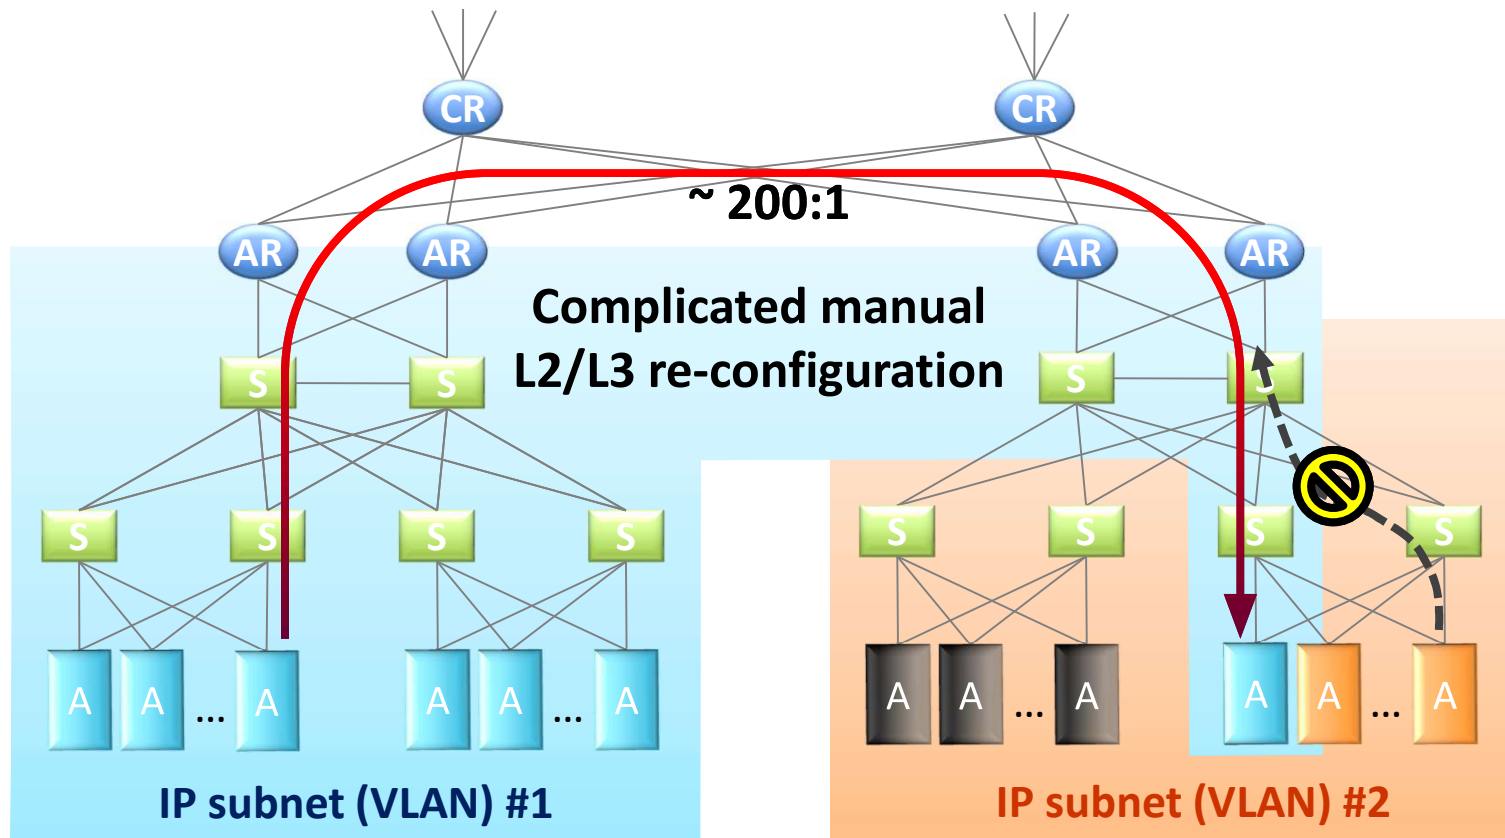 CR CR
~ 200:1
AR AR AR AR
Complicated manual
L2/L3 re-configuration
S S S S
S S S S S S S S
A A ... A A A ... A A A ... A A A ... A
IP subnet (VLAN) #1 IP subnet (VLAN) #2